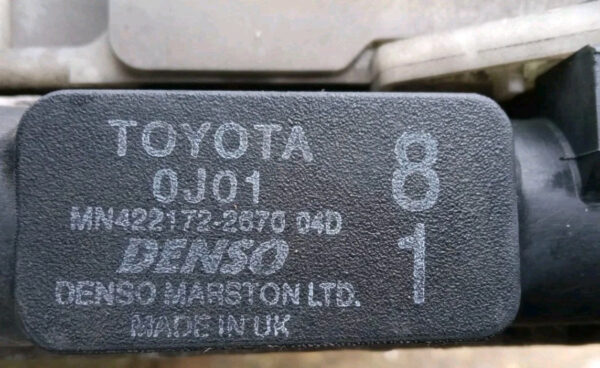 TOYOTA
0J01
MN422172-2670 04D
DENSO
DENSO MARSTON LTD.
MADE IN UK
8
1